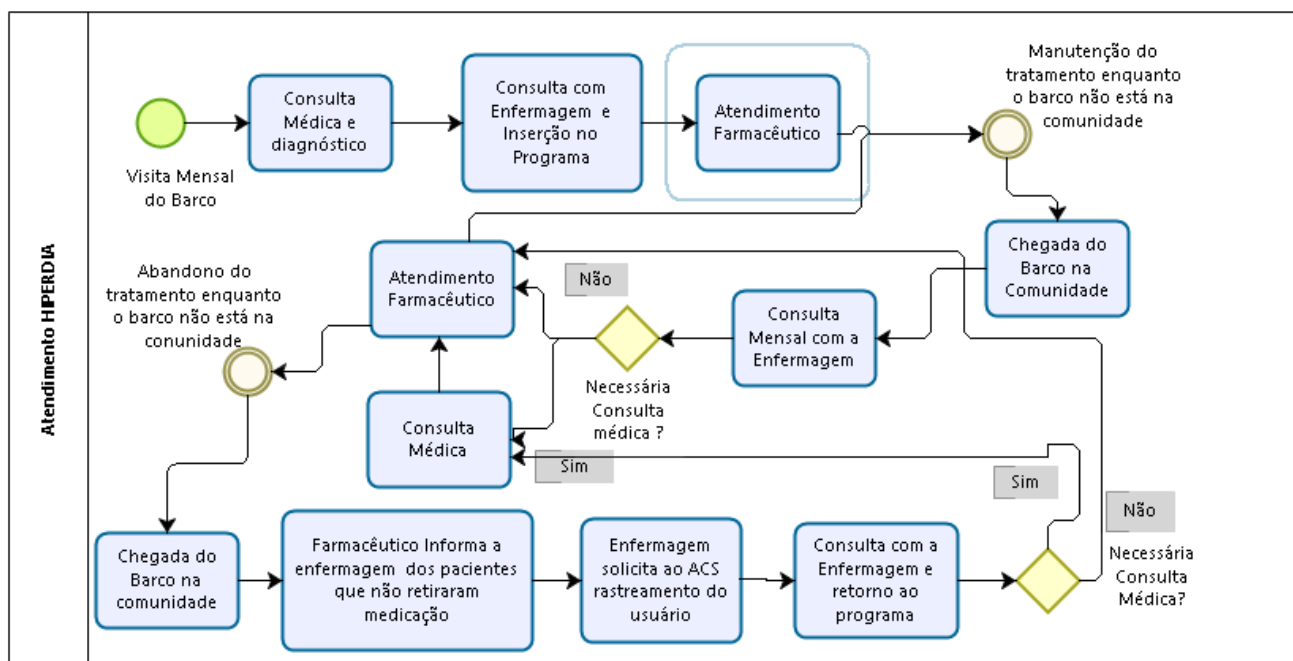 Atendimento HIPERDIA
Visita Mensal
do Barco
Consulta
Médica e
diagnóstico
Consulta com
Enfermagem e
Inserção no
Programa
Atendimento
Farmacêutico
Manutenção do
tratamento enquanto
o barco não está na
comunidade
Chegada do
Barco na
Comunidade
Consulta
Mensal com a
Enfermagem
Necessária
Consulta
médica ?
Não
Sim
Atendimento
Farmacêutico
Consulta
Médica
Abandono do
tratamento enquanto
o barco não está na
conunidade
Chegada do
Barco na
comunidade
Farmacêutico Informa a
enfermagem dos pacientes
que não retiraram
medicação
Enfermagem
solicita ao ACS
rastreamento do
usuário
Consulta com a
Enfermagem e
retorno ao
programa
Sim
Não
Necessária
Consulta
Médica?